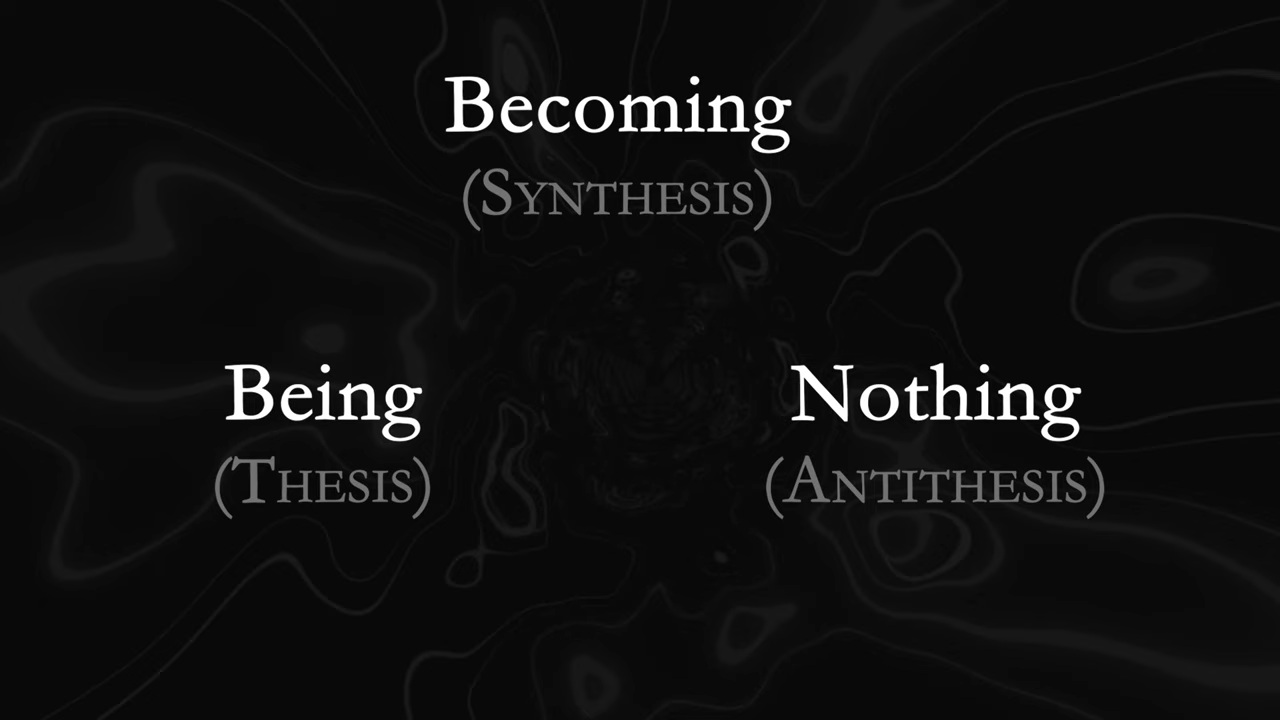 Becoming
(Synthesis)
Being
(Thesis)
Nothing
(Antithesis)